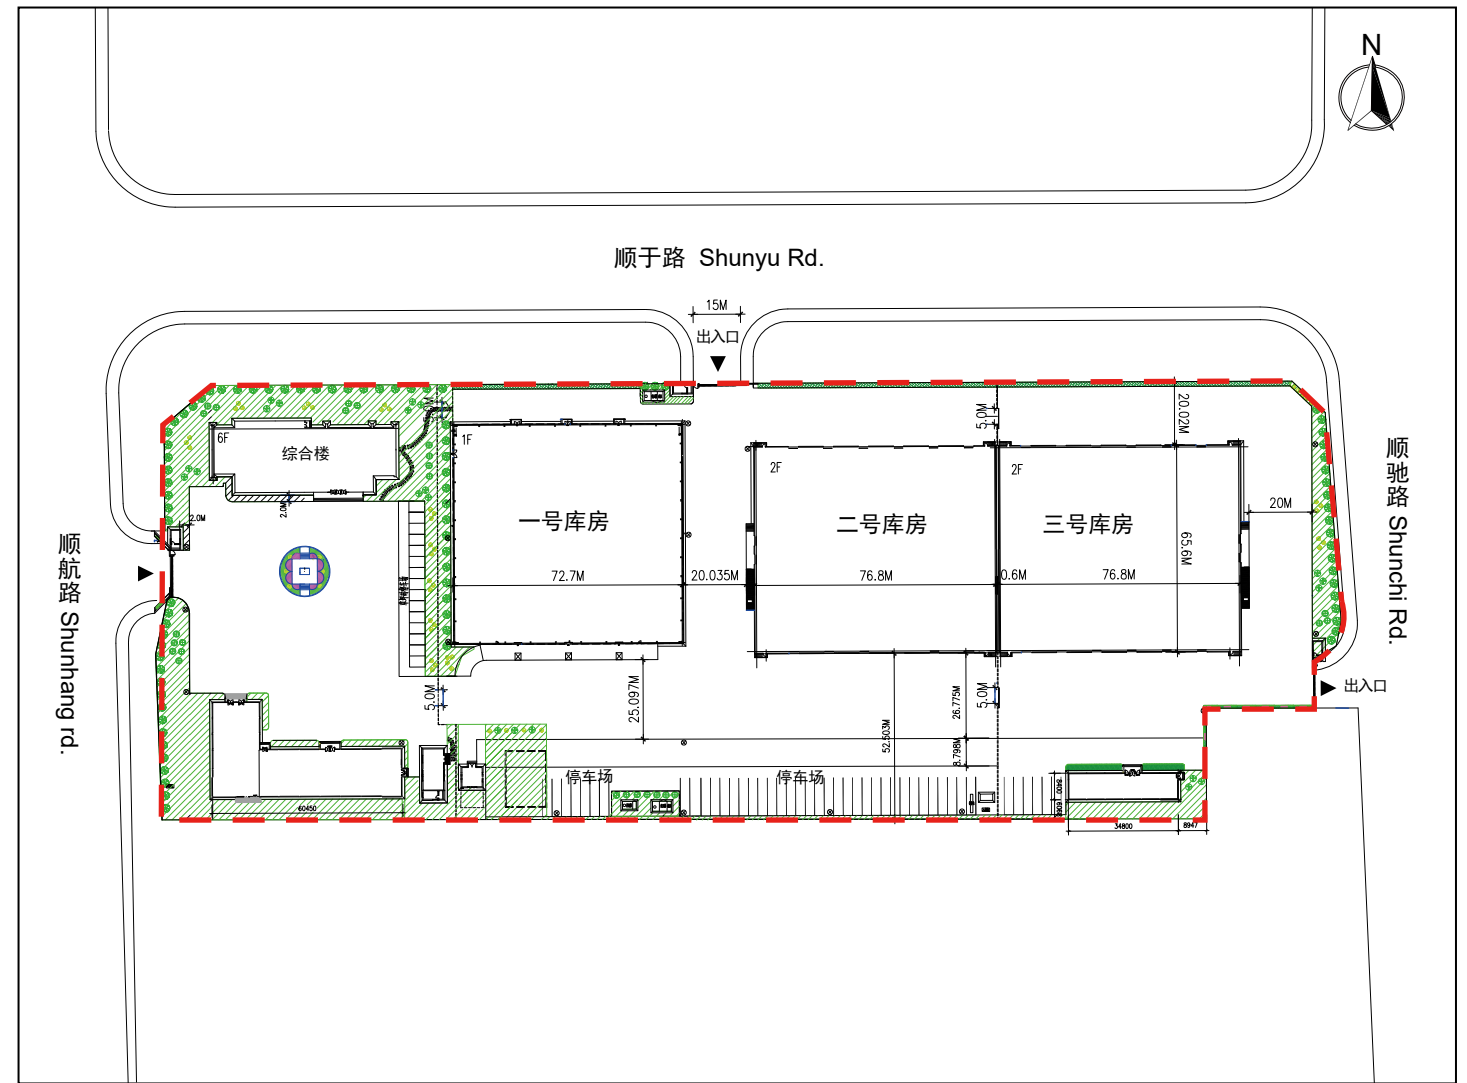 N
顺于路 Shunyu Rd.
15M
出入口
6F
综合楼
1F
5.0M
20.02M
2F
2F
顺驰路 Shunchi Rd.
20M
2.0M
2.0M
一号库房
二号库房
三号库房
65.6M
顺航路 Shunhang rd.
72.7M
20.035M
76.8M
0.6M
76.8M
出入口
5.0M
25.097M
26.775M
5.0M
52.503M
8.798M
停车场
停车场
60450
34800
8947